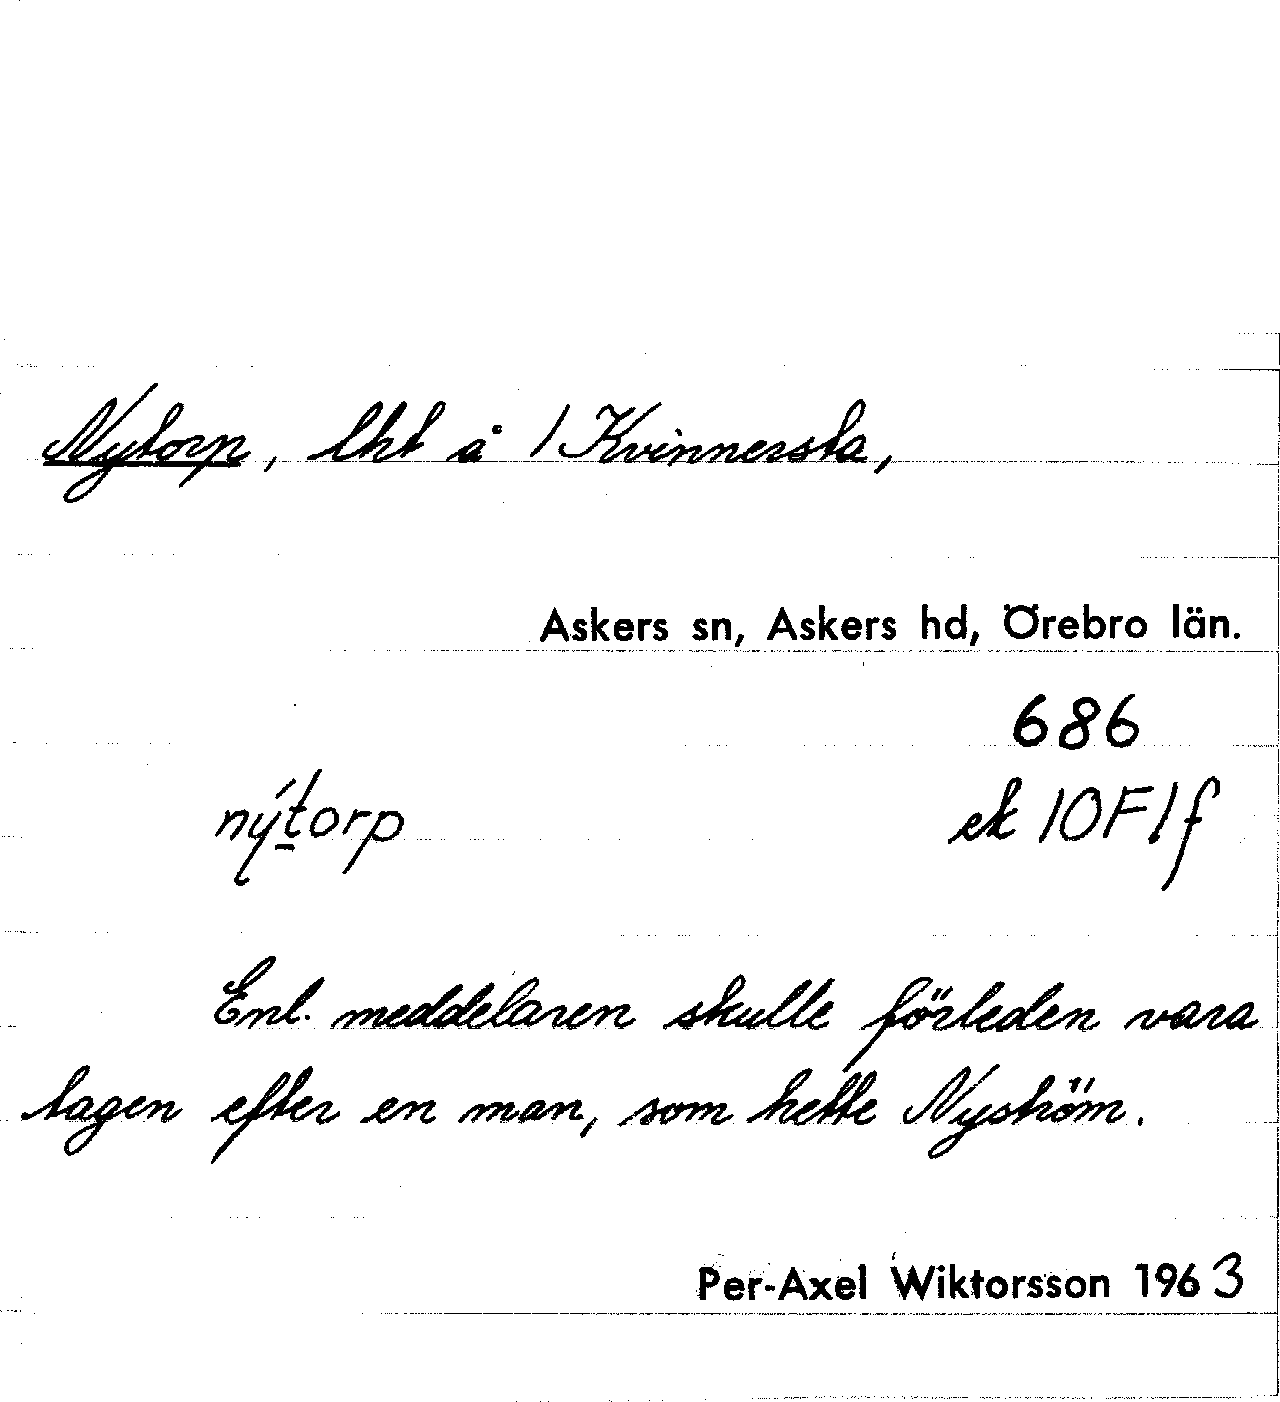 Nytorp, lht å 1 Kvinnersta,
Askers sn, Askers hd, Örebro län.
686
nýtorp ek 10F1f
Enl. meddelaren skulle förleden vara
tagen efter en man, som hette Nyström.
Per-Axel Wiktorsson 1963